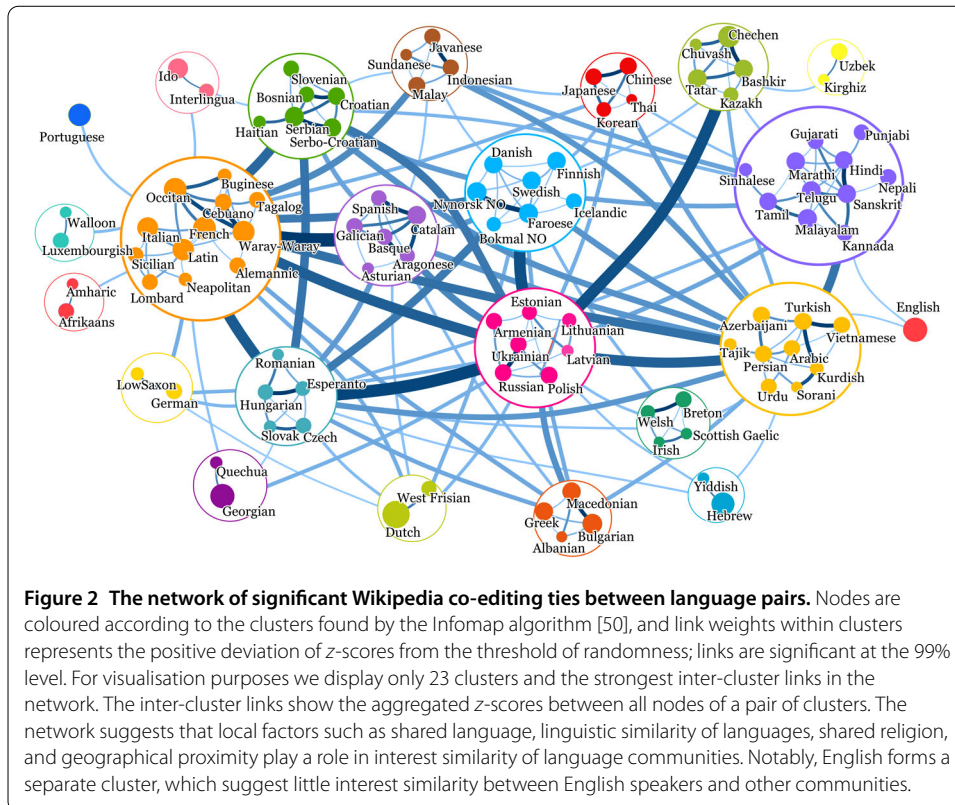 Ido
Interlingua
Portuguese
Slovenian
Bosnian
Croatian
Haitian
Serbian
Serbo-Croatian
Javanese
Sundanese
Indonesian
Malay
Chinese
Japanese
Thai
Korean
Chechen
Chuvash
Bashkir
Tatar
Kazakh
Uzbek
Kirghiz
Occitan
Buginese
Cebuano
Tagalog
Italian
French
Waray-Waray
Sicilian
Latin
Alemannic
Lombard
Neapolitan
Walloon
Luxembourgish
Amharic
Afrikaans
Spanish
Catalan
Galician
Basque
Aragonese
Asturian
Danish
Finnish
Swedish
Nynorsk NO
Icelandic
Faroese
Bokmal NO
Gujarati
Punjabi
Marathi
Hindi
Sinhalese
Nepali
Telugu
Sanskrit
Tamil
Malayalam
Kannada
English
Estonian
Armenian
Lithuanian
Ukrainian
Latvian
Russian
Polish
Turkish
Azerbaijani
Vietnamese
Tajik
Arabic
Persian
Kurdish
Urdu
Sorani
LowSaxon
German
Romanian
Esperanto
Hungarian
Slovak
Czech
Breton
Welsh
Scottish Gaelic
Irish
Quechua
Georgian
West Frisian
Dutch
Macedonian
Greek
Bulgarian
Albanian
Yiddish
Hebrew
Figure 2 The network of significant Wikipedia co-editing ties between language pairs. Nodes are
coloured according to the clusters found by the Infomap algorithm [50], and link weights within clusters
represents the positive deviation of z-scores from the threshold of randomness; links are significant at the 99%
level. For visualisation purposes we display only 23 clusters and the strongest inter-cluster links in the
network. The inter-cluster links show the aggregated z-scores between all nodes of a pair of clusters. The
network suggests that local factors such as shared language, linguistic similarity of languages, shared religion,
and geographical proximity play a role in interest similarity of language communities. Notably, English forms a
separate cluster, which suggest little interest similarity between English speakers and other communities.